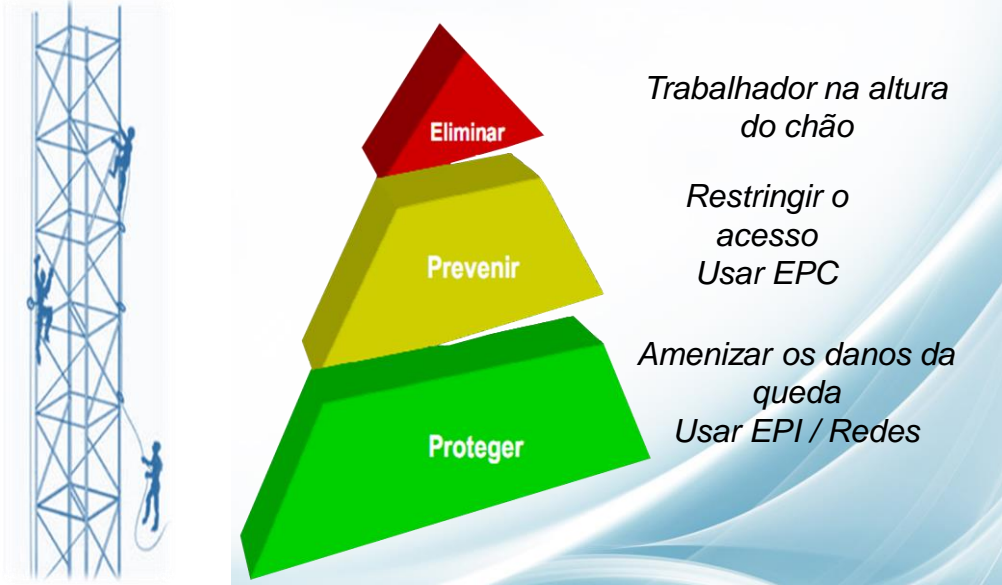 Eliminar
Trabalhador na altura
do chão
Prevenir
Restringir o
acesso
Usar EPC
Proteger
Amenizar os danos da
queda
Usar EPI / Redes